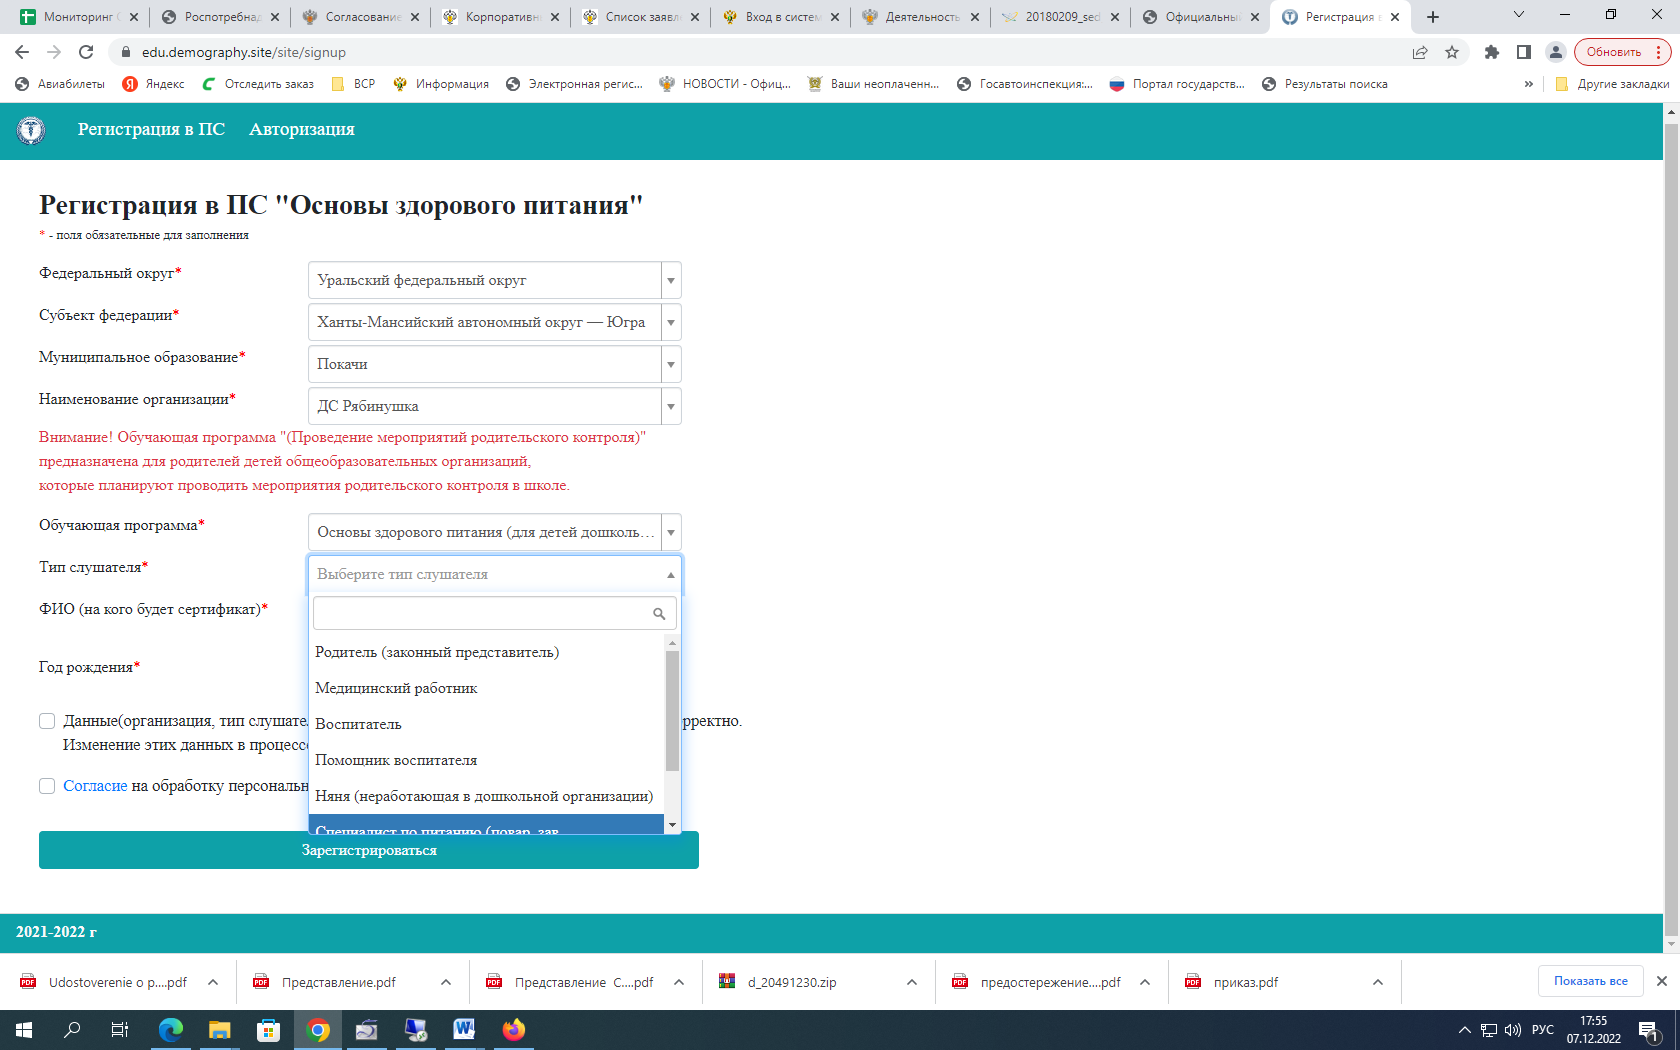 Мониторинг С
Роспотребнад
Согласование
Корпоративн
Список заявл
Вход в систем
Деятельность
20180209_sed
Официальный
Регистрация в
edu.demography.site/site/signup
Обновить
Авиабилеты
Яндекс
Отследить заказ
ВСР
Информация
Электронная регис...
НОВОСТИ - Офиц...
Ваши неоплаченн...
Госавтоинспекция:...
Портал государств...
Результаты поиска
»
Другие закладки
Регистрация в ПС
Авторизация
Регистрация в ПС "Основы здорового питания"
* - поля обязательные для заполнения
Федеральный округ*
Уральский федеральный округ
Субъект федерации*
Ханты-Мансийский автономный округ — Югра
Муниципальное образование*
Покачи
Наименование организации*
ДС Рябинушка
Внимание! Обучающая программа "(Проведение мероприятий родительского контроля)"
предназначена для родителей детей общеобразовательных организаций,
которые планируют проводить мероприятия родительского контроля в школе.
Обучающая программа*
Основы здорового питания (для детей дошколь...
Тип слушателя*
Выберите тип слушателя
ФИО (на кого будет сертификат)*
Родитель (законный представитель)
Год рождения*
Медицинский работник
Воспитатель
Данные(организация, тип слушате
рректно.
Изменение этих данных в процесс
Помощник воспитателя
Согласие на обработку персональн
Няня (неработающая в дошкольной организации)
Специалист по питанию (повар, зав.
Зарегистрироваться
2021-2022 г
Udostoverenie o p....pdf
Представление.pdf
Представление С....pdf
d_20491230.zip
предостережение....pdf
приказ.pdf
Показать все
РУС
17:55
07.12.2022
1